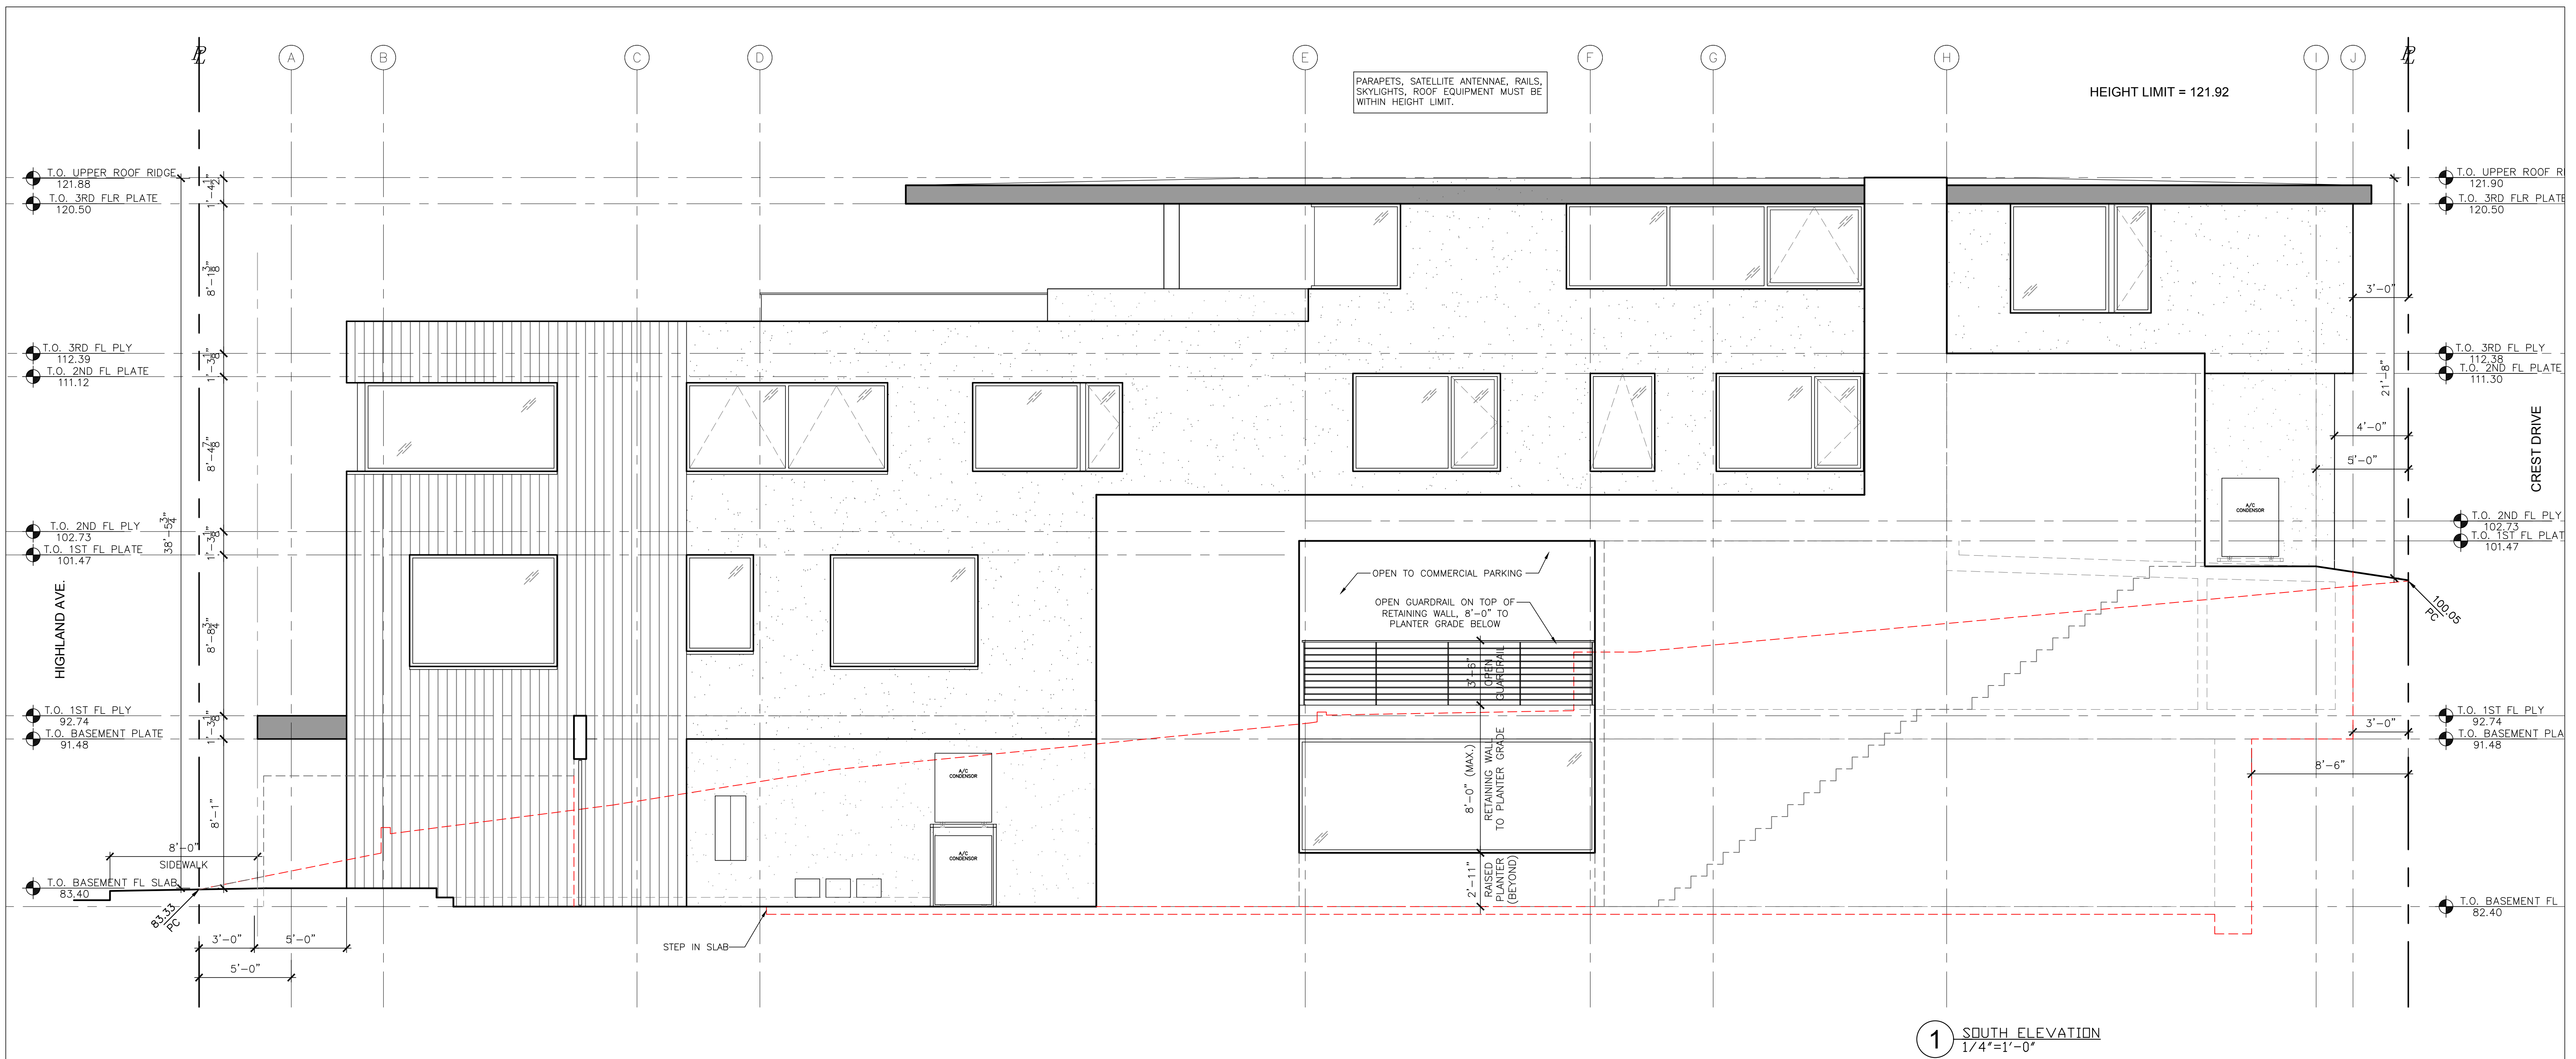 PL
A
B
C
D
E
F
G
H
I
J
PL
PARAPETS, SATELLITE ANTENNAE, RAILS,
SKYLIGHTS, ROOF EQUIPMENT MUST BE
WITHIN HEIGHT LIMIT.
HEIGHT LIMIT = 121.92
T.O. UPPER ROOF RIDGE
121.88
T.O. 3RD FLR PLATE
120.50
T.O. 3RD FL PLY
112.39
T.O. 2ND FL PLATE
111.12
T.O. 2ND FL PLY
102.73
T.O. 1ST FL PLATE
101.47
HIGHLAND AVE.
T.O. 1ST FL PLY
92.74
T.O. BASEMENT PLATE
91.48
T.O. BASEMENT FL SLAB
83.40
1'-4 1/2"
8'-1 3/8"
1'-3 1/8"
8'-4 7/8"
1'-3 1/8"
8'-8 3/4"
1'-3 1/8"
8'-1"
38'-5 3/4"
8'-0"
SIDEWALK
83.33
PC
3'-0"
5'-0"
5'-0"
STEP IN SLAB
A/C
CONDENSOR
A/C
CONDENSOR
OPEN TO COMMERCIAL PARKING
OPEN GUARDRAIL ON TOP OF
RETAINING WALL, 8'-0" TO
PLANTER GRADE BELOW
3'-6"
OPEN
GUARDRAIL
8'-0" (MAX.)
RETAINING WALL
TO PLANTER GRADE
2'-11"
RAISED
PLANTER
(BEYOND)
A/C
CONDENSOR
3'-0"
21'-8"
4'-0"
5'-0"
100.05
PC
3'-0"
8'-6"
T.O. UPPER ROOF RI
121.90
T.O. 3RD FLR PLATE
120.50
T.O. 3RD FL PLY
112.38
T.O. 2ND FL PLATE
111.30
CREST DRIVE
T.O. 2ND FL PLY
102.73
T.O. 1ST FL PLAT
101.47
T.O. 1ST FL PLY
92.74
T.O. BASEMENT PLA
91.48
T.O. BASEMENT FL
82.40
1
SOUTH ELEVATION
1/4"=1'-0"